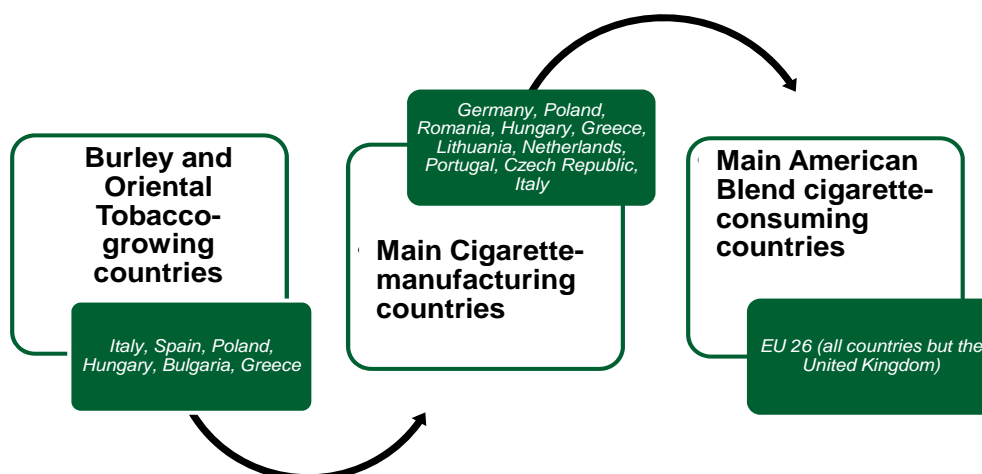 Burley and
Oriental
Tobacco-
growing
countries
Italy, Spain, Poland,
Hungary, Bulgaria, Greece
Germany, Poland,
Romania, Hungary, Greece,
Lithuania, Netherlands,
Portugal, Czech Republic,
Italy
• Main Cigarette-
manufacturing
countries
• Main American
Blend cigarette-
consuming
countries
EU 26 (all countries but the
United Kingdom)